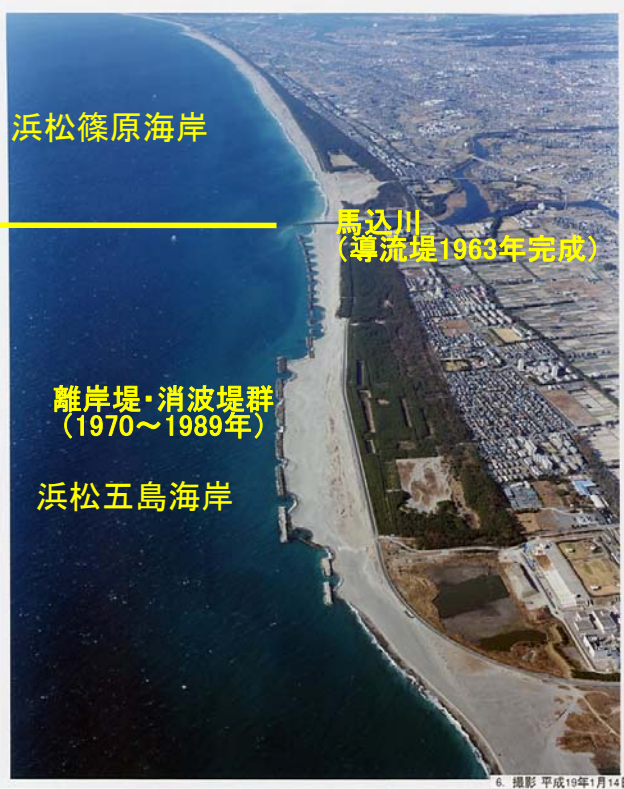 浜松篠原海岸
馬込川
(導流堤1963年完成)
離岸堤・消波堤群
(1970~1989年)
浜松五島海岸
6. 撮影 平成19年1月14日